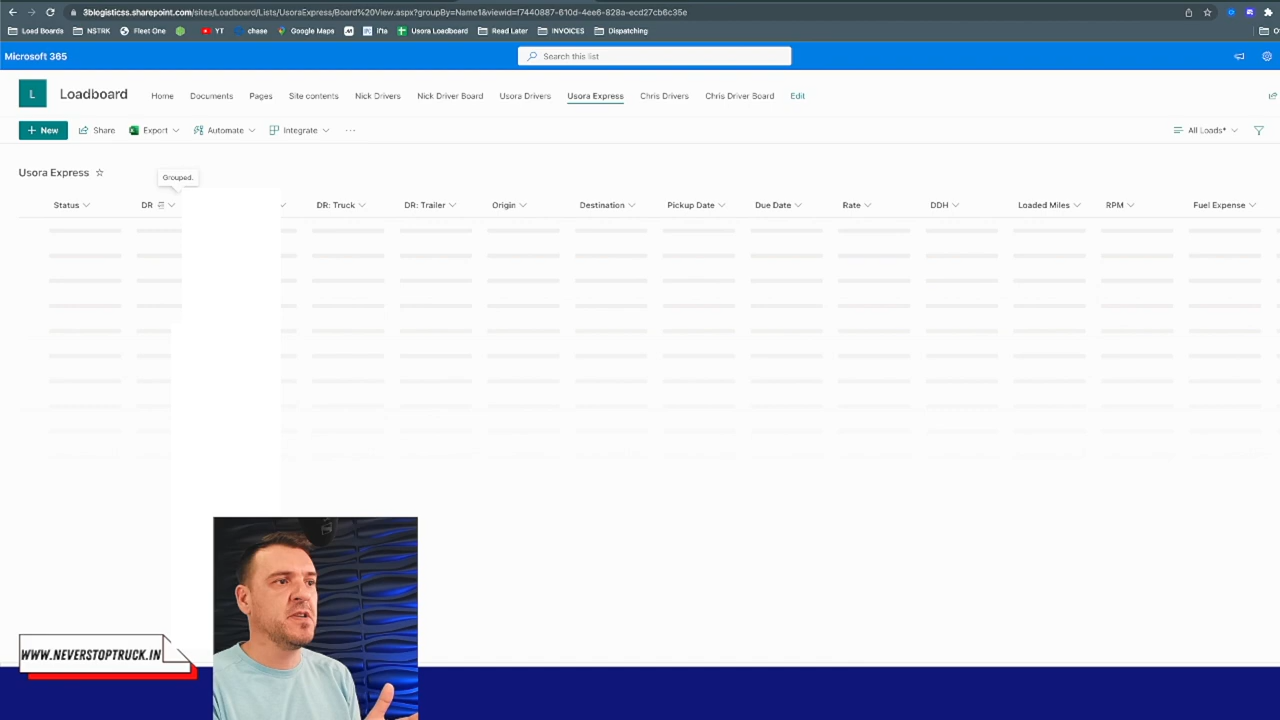 3blogisticss.sharepoint.com/sites/Loadboard/Lists/UsoraExpress/Board%20View.aspx?groupBy=Name1&viewid=f7440887-610d-4ee6-828a-ecd27cb6c35e
Load Boards NSTRK Fleet One YT chase Google Maps ifta Usora Loadboard Read Later INVOICES Dispatching
Microsoft 365 Search this list
L Loadboard Home Documents Pages Site contents Nick Drivers Nick Driver Board Usora Drivers Usora Express Chris Drivers Chris Driver Board Edit
New Share Export Automate Integrate ... All Loads*
Usora Express
Grouped.
Status DR DR: Truck DR: Trailer Origin Destination Pickup Date Due Date Rate DDH Loaded Miles RPM Fuel Expense
WWW.NEVERSTOPTRUCK.IN